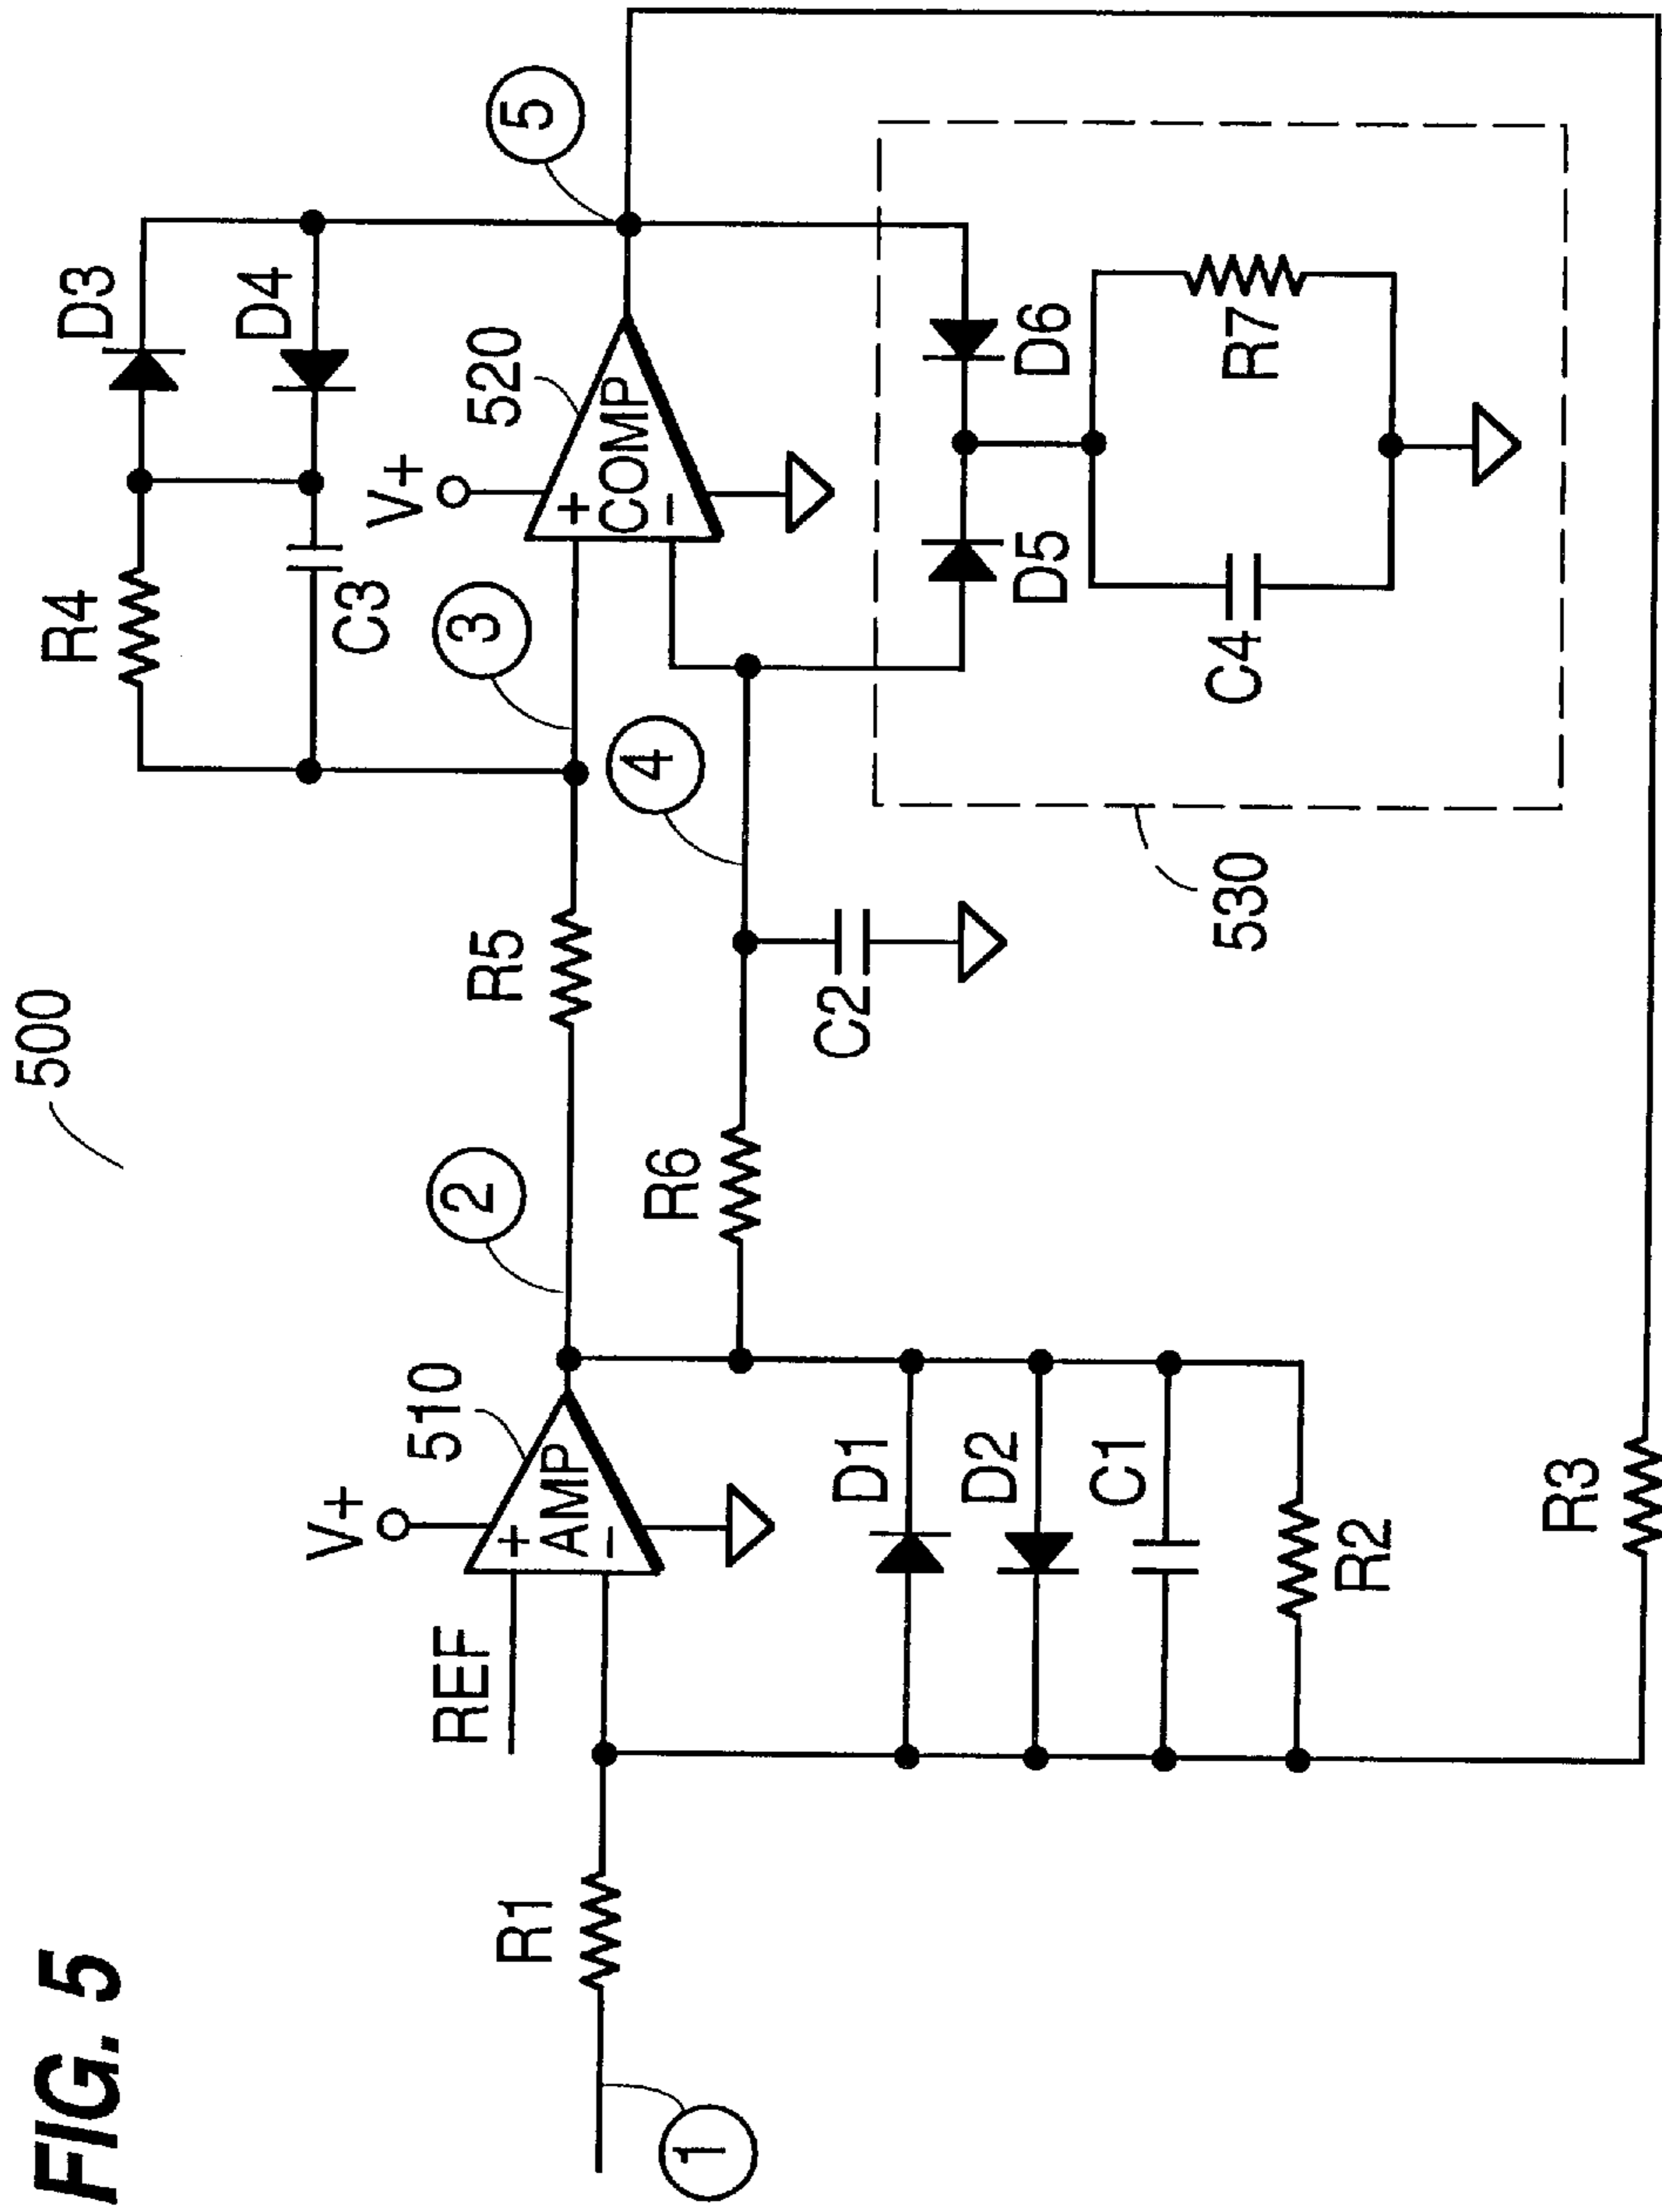 FIG. 5
500
R4
D3
C3
D4
5
V+
520
+
COMP
−
3
4
R5
2
V+
510
+
AMP
−
REF
R6
C2
D5
D6
C4
R7
530
R1
1
D1
D2
C1
R2
R3